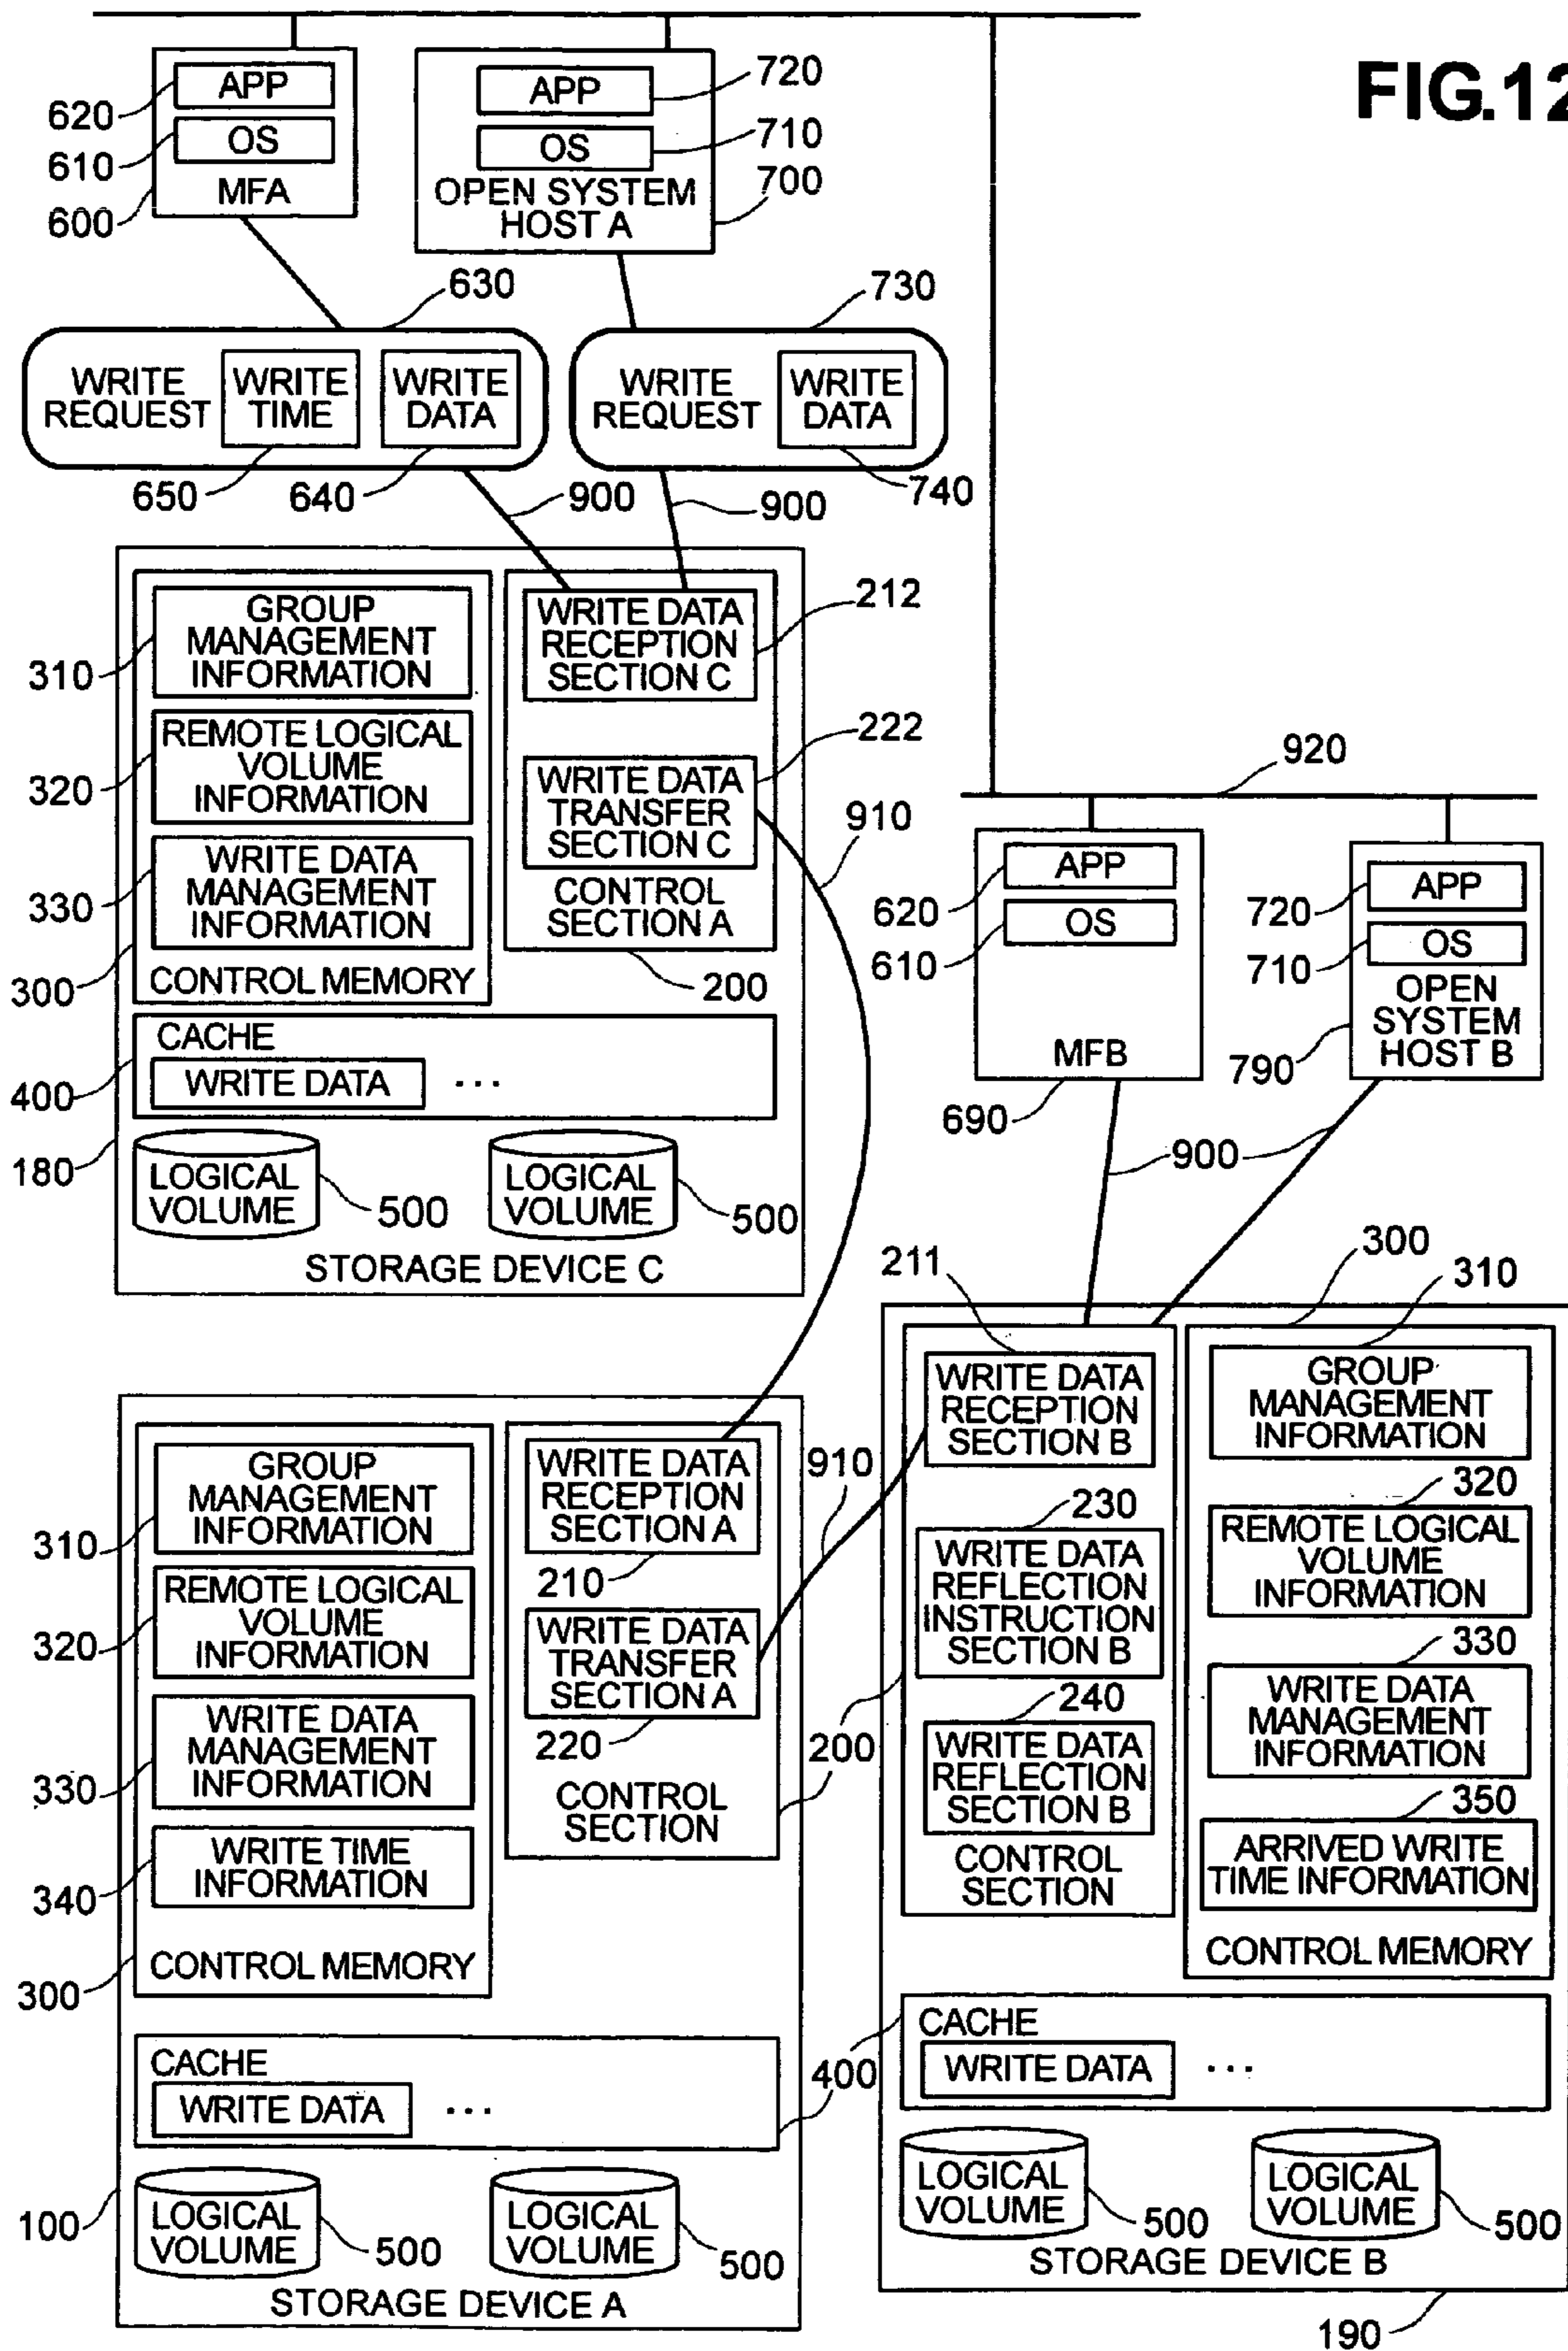 FIG.12
APP
620
OS
610
MFA
600
APP
720
OS
710
OPEN SYSTEM
HOST A
700
630
WRITE
REQUEST
WRITE
TIME
WRITE
DATA
650
640
900
730
WRITE
REQUEST
WRITE
DATA
740
900
GROUP
MANAGEMENT
INFORMATION
310
REMOTE LOGICAL
VOLUME
INFORMATION
320
WRITE DATA
MANAGEMENT
INFORMATION
330
CONTROL MEMORY
300
WRITE DATA
RECEPTION
SECTION C
212
222
WRITE DATA
TRANSFER
SECTION C
CONTROL
SECTION A
200
910
CACHE
WRITE DATA
...
400
180
LOGICAL
VOLUME
500
LOGICAL
VOLUME
500
STORAGE DEVICE C
920
APP
620
OS
610
MFB
690
APP
720
OS
710
OPEN
SYSTEM
HOST B
790
900
GROUP
MANAGEMENT
INFORMATION
310
REMOTE LOGICAL
VOLUME
INFORMATION
320
WRITE DATA
MANAGEMENT
INFORMATION
330
WRITE TIME
INFORMATION
340
CONTROL MEMORY
300
WRITE DATA
RECEPTION
SECTION A
210
WRITE DATA
TRANSFER
SECTION A
220
CONTROL
SECTION
200
910
CACHE
WRITE DATA
...
400
100
LOGICAL
VOLUME
500
LOGICAL
VOLUME
500
STORAGE DEVICE A
211
WRITE DATA
RECEPTION
SECTION B
230
WRITE DATA
REFLECTION
INSTRUCTION
SECTION B
240
WRITE DATA
REFLECTION
SECTION B
CONTROL
SECTION
300
310
GROUP
MANAGEMENT
INFORMATION
320
REMOTE LOGICAL
VOLUME
INFORMATION
330
WRITE DATA
MANAGEMENT
INFORMATION
350
ARRIVED WRITE
TIME INFORMATION
CONTROL MEMORY
CACHE
WRITE DATA
...
LOGICAL
VOLUME
500
LOGICAL
VOLUME
500
STORAGE DEVICE B
190